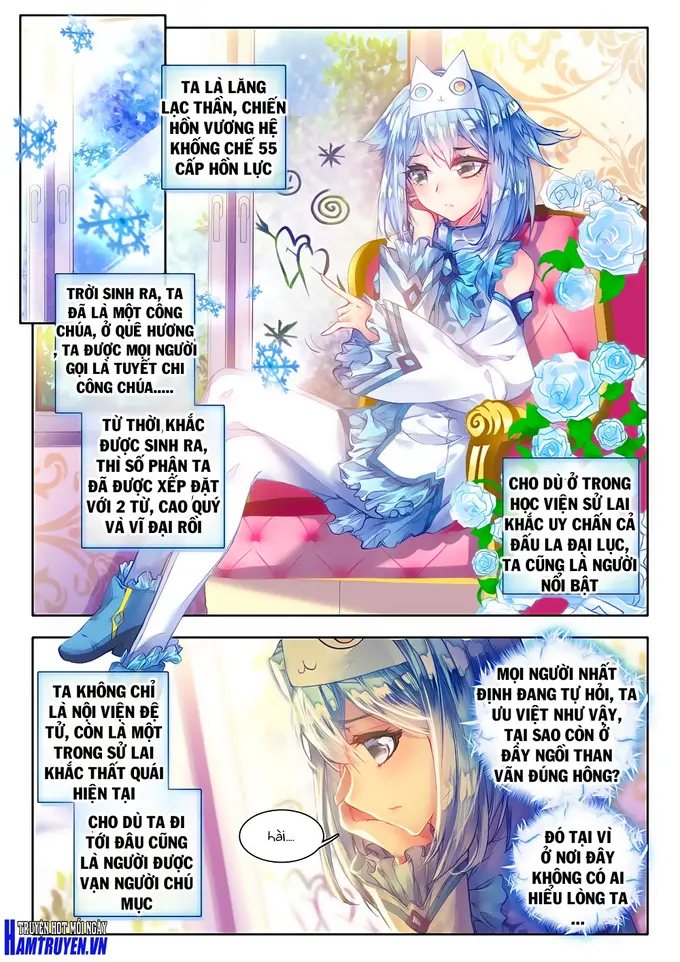 TA LÀ LĂNG
LẠC THẦN, CHIẾN
HỒN VƯƠNG HỆ
KHỐNG CHẾ 55
CẤP HỒN LỰC
TRỜI SINH RA, TA
ĐÃ LÀ MỘT CÔNG
CHÚA, Ở QUÊ HƯƠNG
, TA ĐƯỢC MỌI NGƯỜI
GỌI LÀ TUYẾT CHI
CÔNG CHÚA.....
TỪ THỜI KHẮC
ĐƯỢC SINH RA,
THÌ SỐ PHẬN TA
ĐÃ ĐƯỢC XẾP ĐẶT
VỚI 2 TỪ, CAO QUÝ
VÀ VĨ ĐẠI RỒI
CHO DÙ Ở TRONG
HỌC VIỆN SỬ LAI
KHẮC UY CHẤN CẢ
ĐẤU LA ĐẠI LỤC,
TA CŨNG LÀ NGƯỜI
NỔI BẬT
TA KHÔNG CHỈ
LÀ NỘI VIỆN ĐỆ
TỬ, CÒN LÀ MỘT
TRONG SỬ LAI
KHẮC THẤT QUÁI
HIỆN TẠI
CHO DÙ TA ĐI
TỚI ĐÂU CŨNG
LÀ NGƯỜI ĐƯỢC
VẠN NGƯỜI CHÚ
MỤC
MỌI NGƯỜI NHẤT
ĐỊNH ĐANG TỰ HỎI, TA
ƯU VIỆT NHƯ VẬY,
TẠI SAO CÒN Ở
ĐẤY NGỒI THAN
VÃN ĐÚNG HÔNG?
hài....
ĐÓ TẠI VÌ
Ở NƠI ĐÂY
KHÔNG CÓ AI
HIỂU LÒNG TA
...
TRUYỆN HOT MỖI NGÀY
HAMTRUYEN.VN